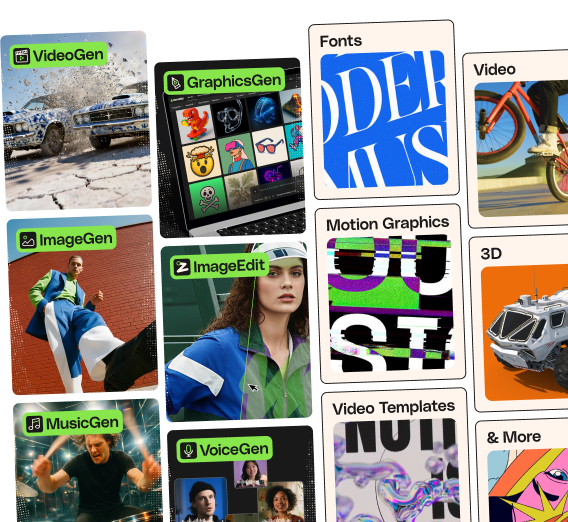 VideoGen
GraphicsGen
Fonts
Video
ImageGen
ImageEdit
Motion Graphics
3D
MusicGen
VoiceGen
Video Templates
& More